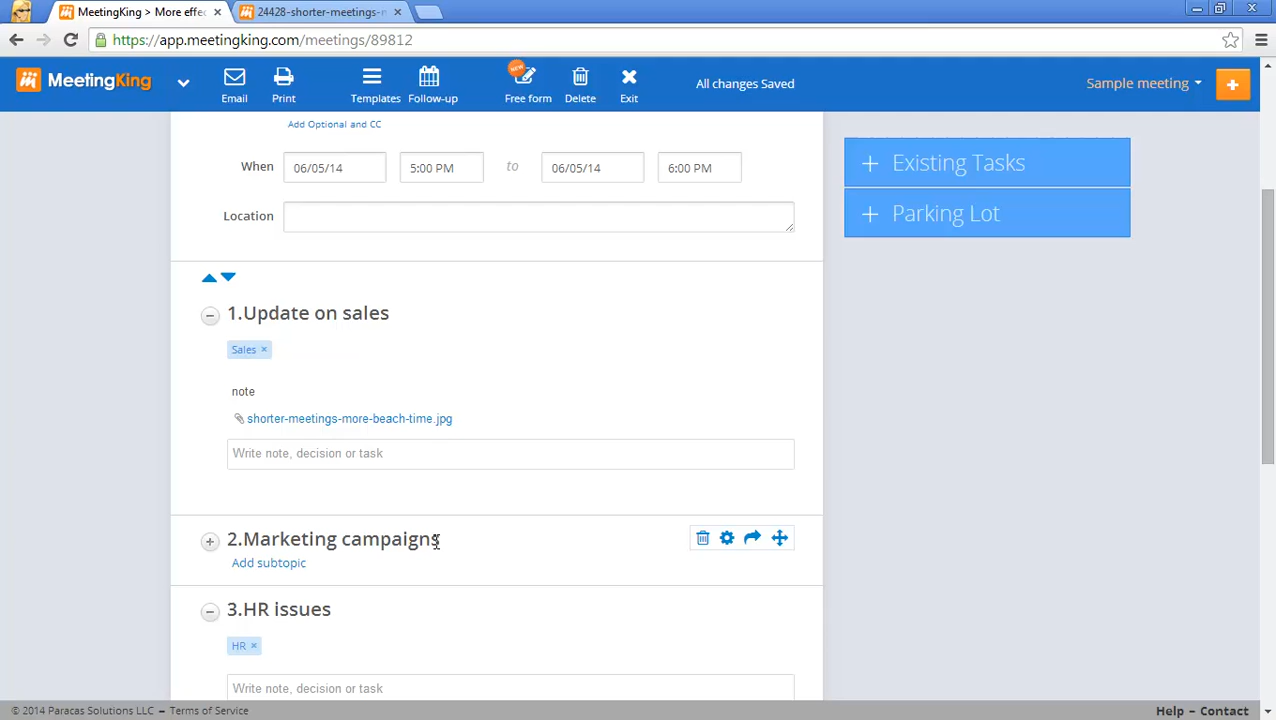 MeetingKing > More effec
24428-shorter-meetings-n
https://app.meetingking.com/meetings/89812
MeetingKing
Email
Print
Templates
Follow-up
NEW
Free form
Delete
Exit
All changes Saved
Sample meeting
Add Optional and CC
When
06/05/14
5:00 PM
to
06/05/14
6:00 PM
Location
Existing Tasks
Parking Lot
1.Update on sales
Sales ×
note
shorter-meetings-more-beach-time.jpg
Write note, decision or task
2.Marketing campaigns
Add subtopic
3.HR issues
HR ×
Write note, decision or task
© 2014 Paracas Solutions LLC – Terms of Service
Help – Contact